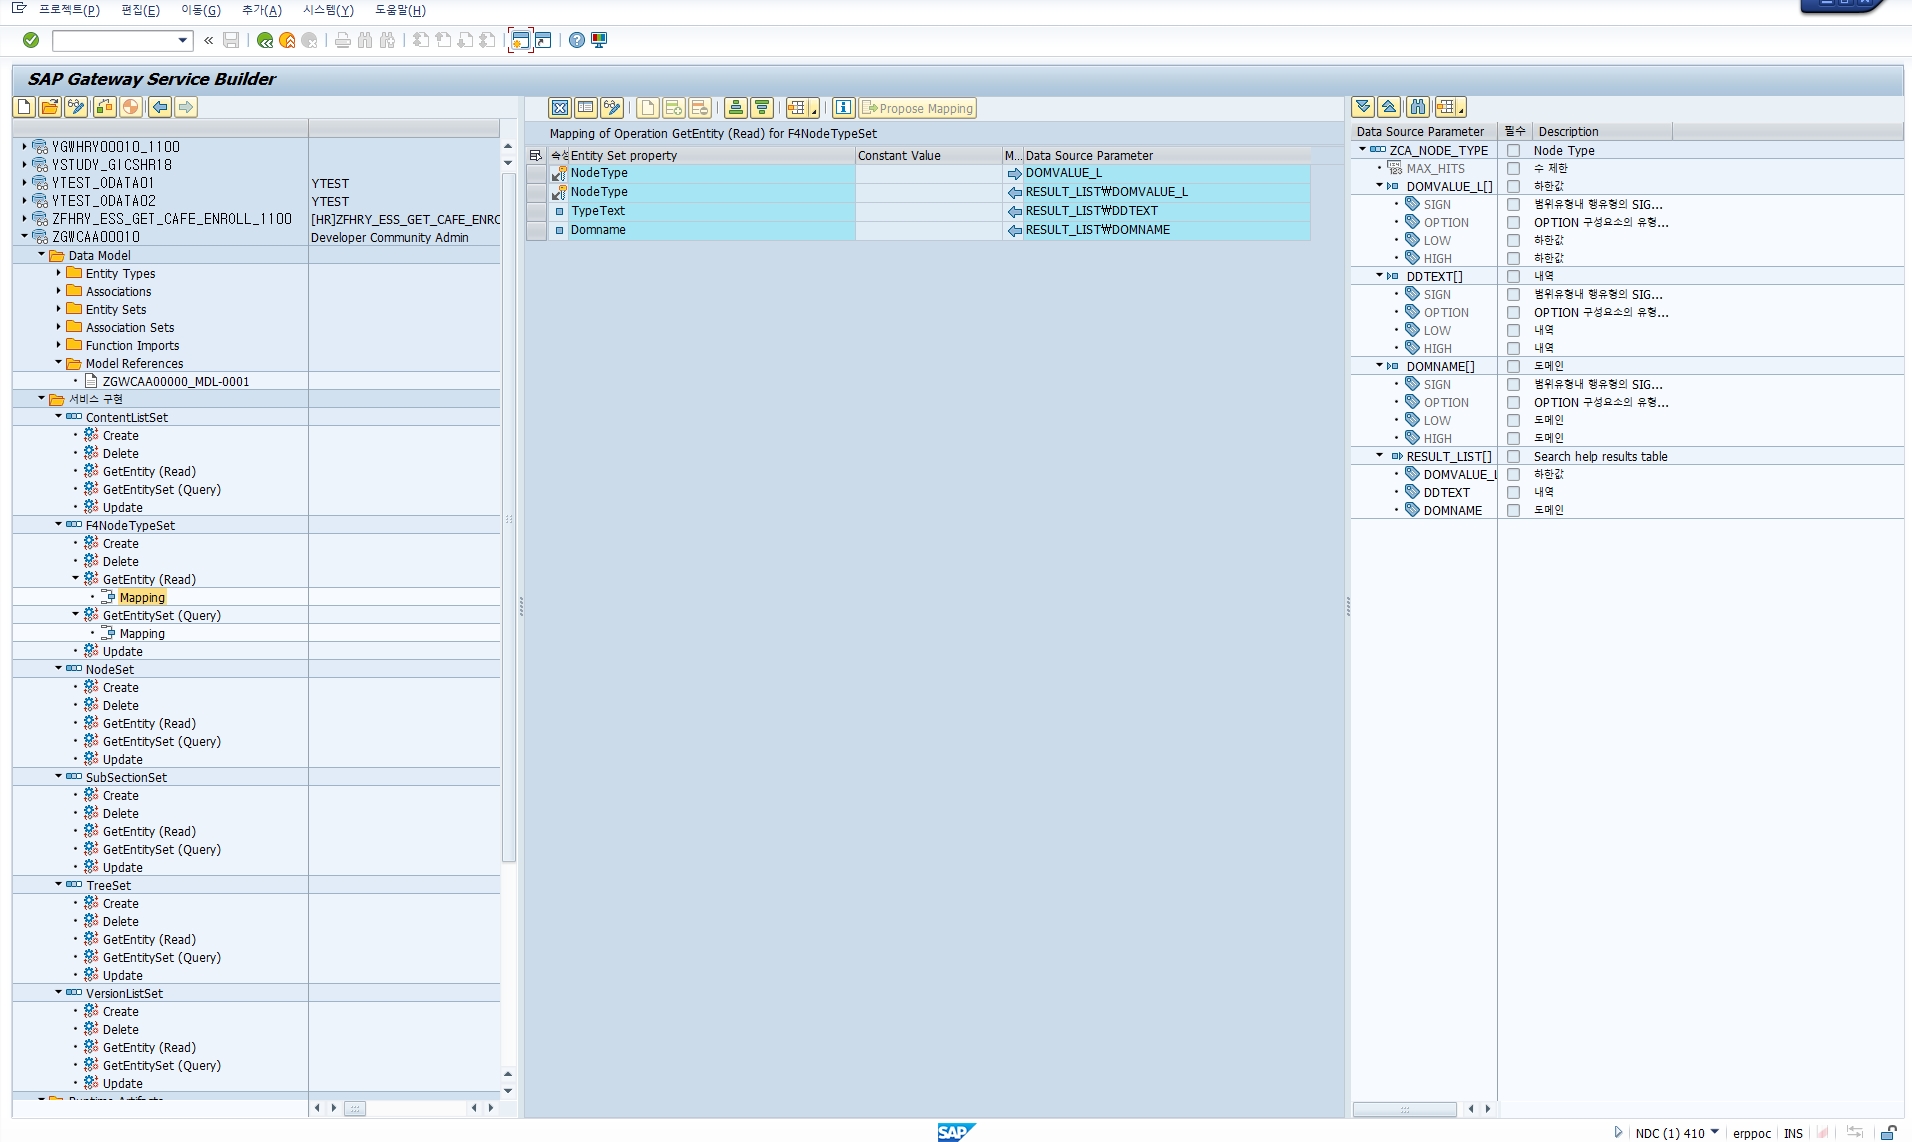 프로젝트(P) 편집(E) 이동(G) 추가(A) 시스템(Y) 도움말(H)
SAP Gateway Service Builder
YGWHRY00010_1100
YSTUDY_GICSHR18
YTEST_ODATA01 YTEST
YTEST_ODATA02 YTEST
ZFHRY_ESS_GET_CAFE_ENROLL_1100 [HR]ZFHRY_ESS_GET_CAFE_ENRO
ZGWCAA00010 Developer Community Admin
Data Model
Entity Types
Associations
Entity Sets
Association Sets
Function Imports
Model References
ZGWCAA00000_MDL-0001
서비스 구현
ContentListSet
Create
Delete
GetEntity (Read)
GetEntitySet (Query)
Update
F4NodeTypeSet
Create
Delete
GetEntity (Read)
Mapping
GetEntitySet (Query)
Mapping
Update
NodeSet
Create
Delete
GetEntity (Read)
GetEntitySet (Query)
Update
SubSectionSet
Create
Delete
GetEntity (Read)
GetEntitySet (Query)
Update
TreeSet
Create
Delete
GetEntity (Read)
GetEntitySet (Query)
Update
VersionListSet
Create
Delete
GetEntity (Read)
GetEntitySet (Query)
Update
Runtime Artifacts
Propose Mapping
Mapping of Operation GetEntity (Read) for F4NodeTypeSet
속성 Entity Set property Constant Value M... Data Source Parameter
NodeType DOMVALUE_L
NodeType RESULT_LIST₩DOMVALUE_L
TypeText RESULT_LIST₩DDTEXT
Domname RESULT_LIST₩DOMNAME
Data Source Parameter 필수 Description
ZCA_NODE_TYPE Node Type
MAX_HITS 수 제한
DOMVALUE_L[] 하한값
SIGN 범위유형내 행유형의 SIG...
OPTION OPTION 구성요소의 유형...
LOW 하한값
HIGH 하한값
DDTEXT[] 내역
SIGN 범위유형내 행유형의 SIG...
OPTION OPTION 구성요소의 유형...
LOW 내역
HIGH 내역
DOMNAME[] 도메인
SIGN 범위유형내 행유형의 SIG...
OPTION OPTION 구성요소의 유형...
LOW 도메인
HIGH 도메인
RESULT_LIST[] Search help results table
DOMVALUE_L 하한값
DDTEXT 내역
DOMNAME 도메인
SAP
NDC (1) 410 erppoc INS